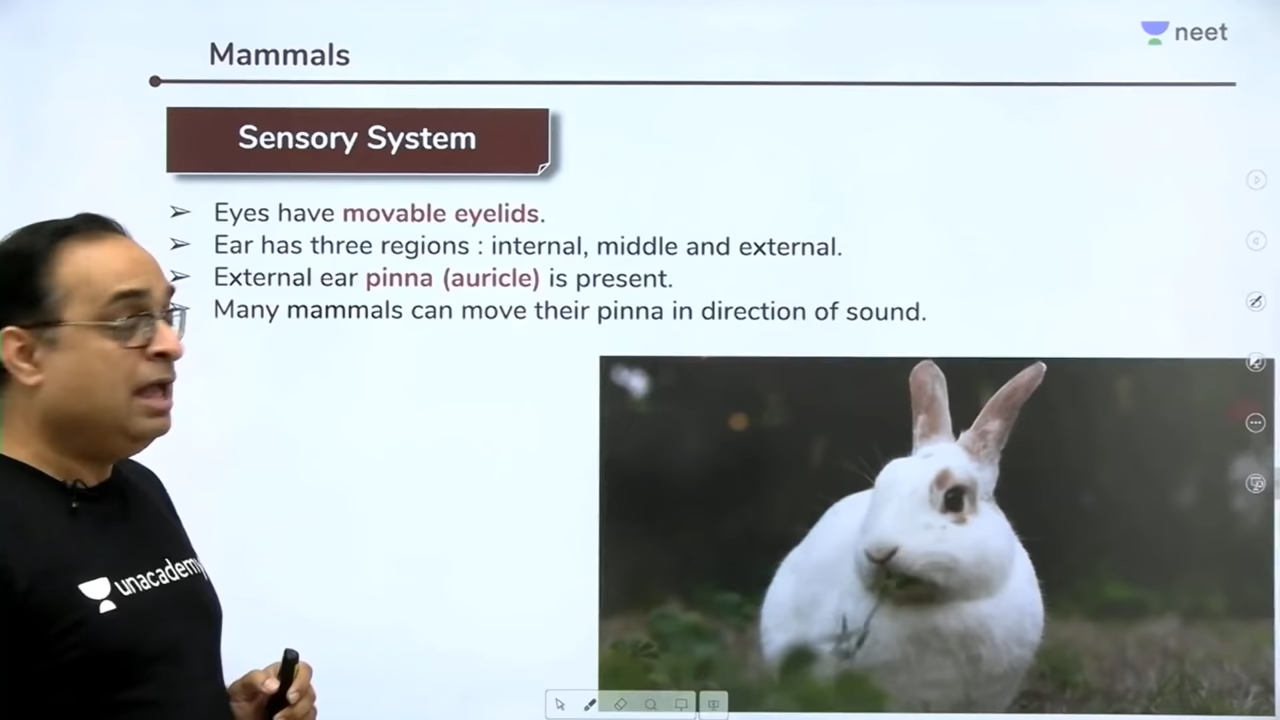 neet
Mammals
Sensory System
➢ Eyes have movable eyelids.
➢ Ear has three regions : internal, middle and external.
➢ External ear pinna (auricle) is present.
➢ Many mammals can move their pinna in direction of sound.
unacademy